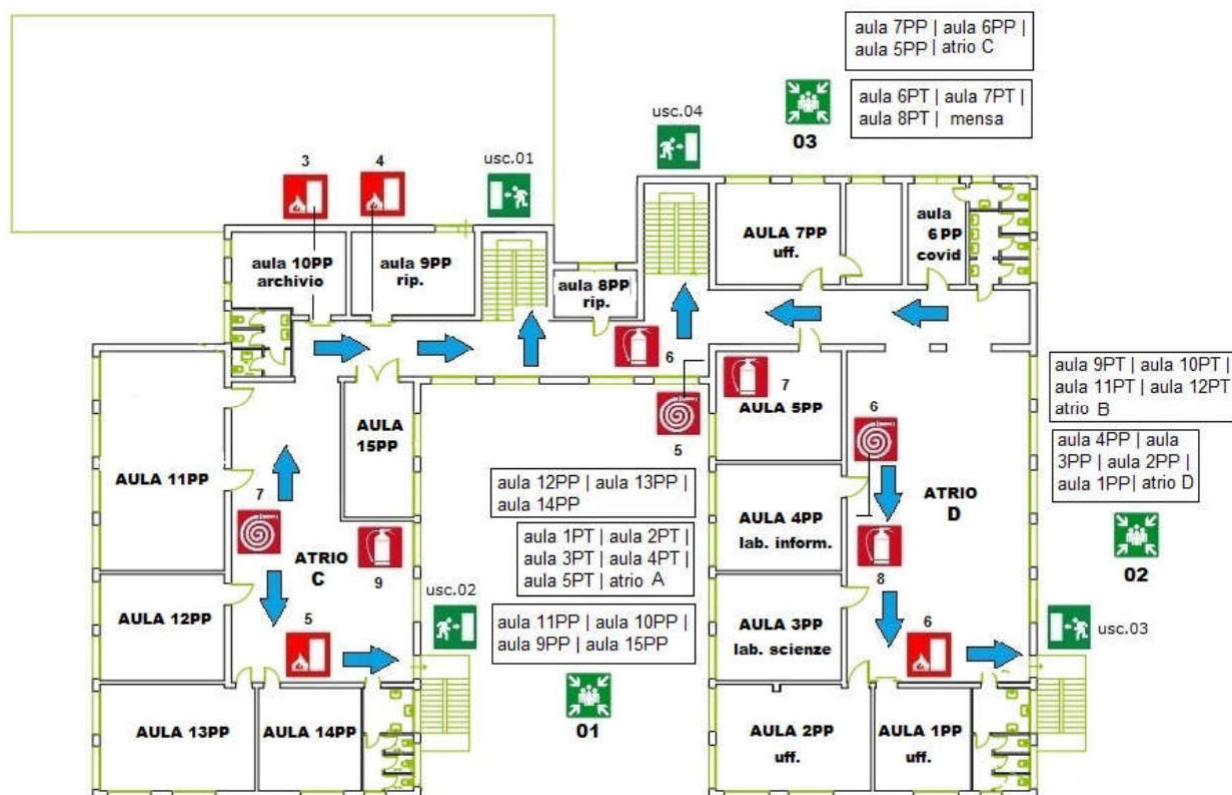 aula 7PP | aula 6PP |
aula 5PP | atrio C
aula 6PT | aula 7PT |
aula 8PT | mensa
03
usc.04
3
4
usc.01
aula 10PP
archivio
aula 9PP
rip.
aula 8PP
rip.
AULA 7PP
uff.
aula
6PP
covid
6
5
7
AULA 5PP
6
aula 9PT | aula 10PT |
aula 11PT | aula 12PT
atrio B
aula 4PP | aula
3PP | aula 2PP |
aula 1PP | atrio D
02
AULA 11PP
AULA
15PP
7
ATRIO
C
9
aula 12PP | aula 13PP |
aula 14PP
aula 1PT | aula 2PT |
aula 3PT | aula 4PT |
aula 5PT | atrio A
aula 11PP | aula 10PP |
aula 9PP | aula 15PP
01
AULA 4PP
lab. inform.
ATRIO
D
8
AULA 12PP
5
usc.02
AULA 3PP
lab. scienze
6
usc.03
AULA 13PP
AULA 14PP
AULA 2PP
uff.
AULA 1PP
uff.